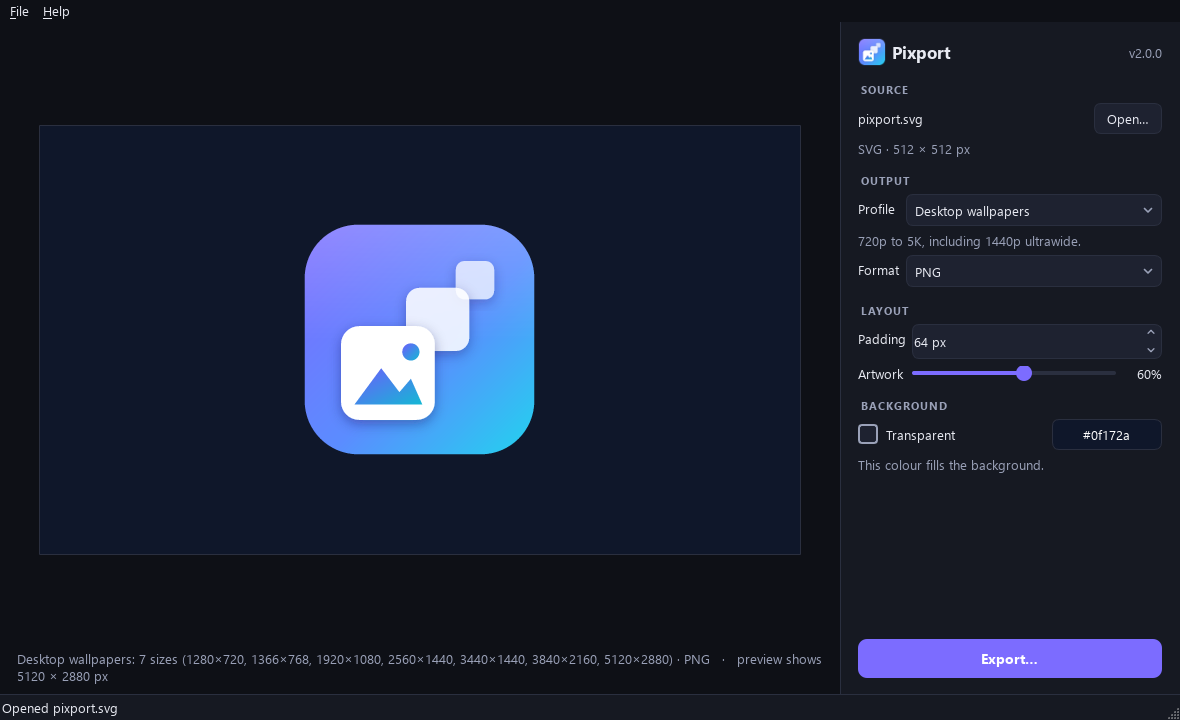 File Help
Pixport v2.0.0
SOURCE
pixport.svg Open...
SVG · 512 × 512 px
OUTPUT
Profile Desktop wallpapers
720p to 5K, including 1440p ultrawide.
Format PNG
LAYOUT
Padding 64 px
Artwork 60%
BACKGROUND
Transparent #0f172a
This colour fills the background.
Export...
Desktop wallpapers: 7 sizes (1280×720, 1366×768, 1920×1080, 2560×1440, 3440×1440, 3840×2160, 5120×2880) · PNG · preview shows
5120 × 2880 px
Opened pixport.svg